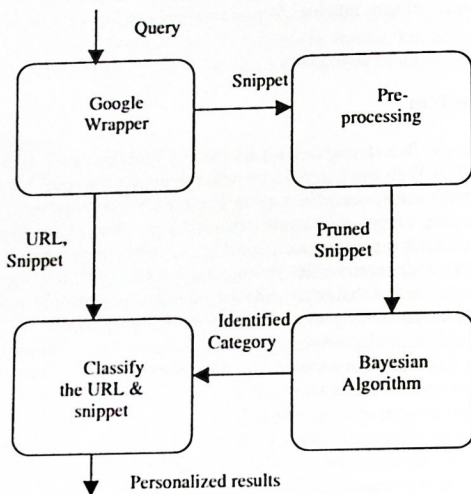 Query
Google
Wrapper
Snippet
Pre-
processing
URL,
Snippet
Pruned
Snippet
Classify
the URL &
snippet
Identified
Category
Bayesian
Algorithm
Personalized results